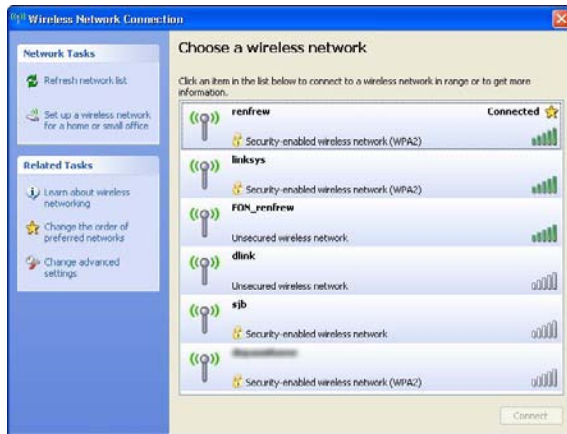 Wireless Network Connection
Network Tasks
Refresh network list
Set up a wireless network
for a home or small office
Related Tasks
Learn about wireless
networking
Change the order of
preferred networks
Change advanced
settings
Choose a wireless network
Click an item in the list below to connect to a wireless network in range or to get more
information.
renfrew Connected
Security-enabled wireless network (WPA2)
linksys
Security-enabled wireless network (WPA2)
FON_renfrew
Unsecured wireless network
dlink
Unsecured wireless network
sjb
Security-enabled wireless network
Security-enabled wireless network (WPA2)
Connect